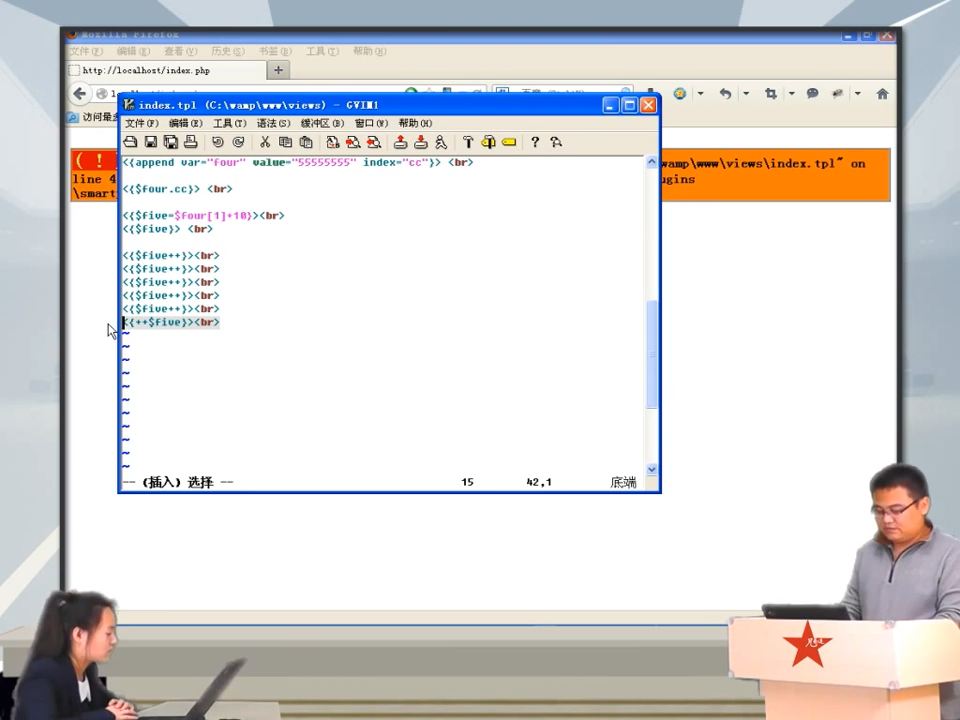 Mozilla Firefox
文件(F) 编辑(E) 查看(V) 历史(S) 书签(B) 工具(T) 帮助(H)
http://localhost/index.php
+
index.tpl (C:\wamp\www\views) - GVIM1
访问最
文件(F) 编辑(E) 工具(T) 语法(S) 缓冲区(B) 窗口(W) 帮助(H)
( ! )
wamp\www\views\index.tpl" on
line 4
ugins
\smart
<{append var="four" value="55555555" index="cc"}> <br>
<{$four.cc}> <br>
<{$five=$four[1]+10}><br>
<{$five}> <br>
<{$five++}><br>
<{$five++}><br>
<{$five++}><br>
<{$five++}><br>
<{$five++}><br>
<{++$five}><br>
~
~
~
~
~
~
~
~
~
~
~
-- (插入) 选择 -- 15 42,1 底端